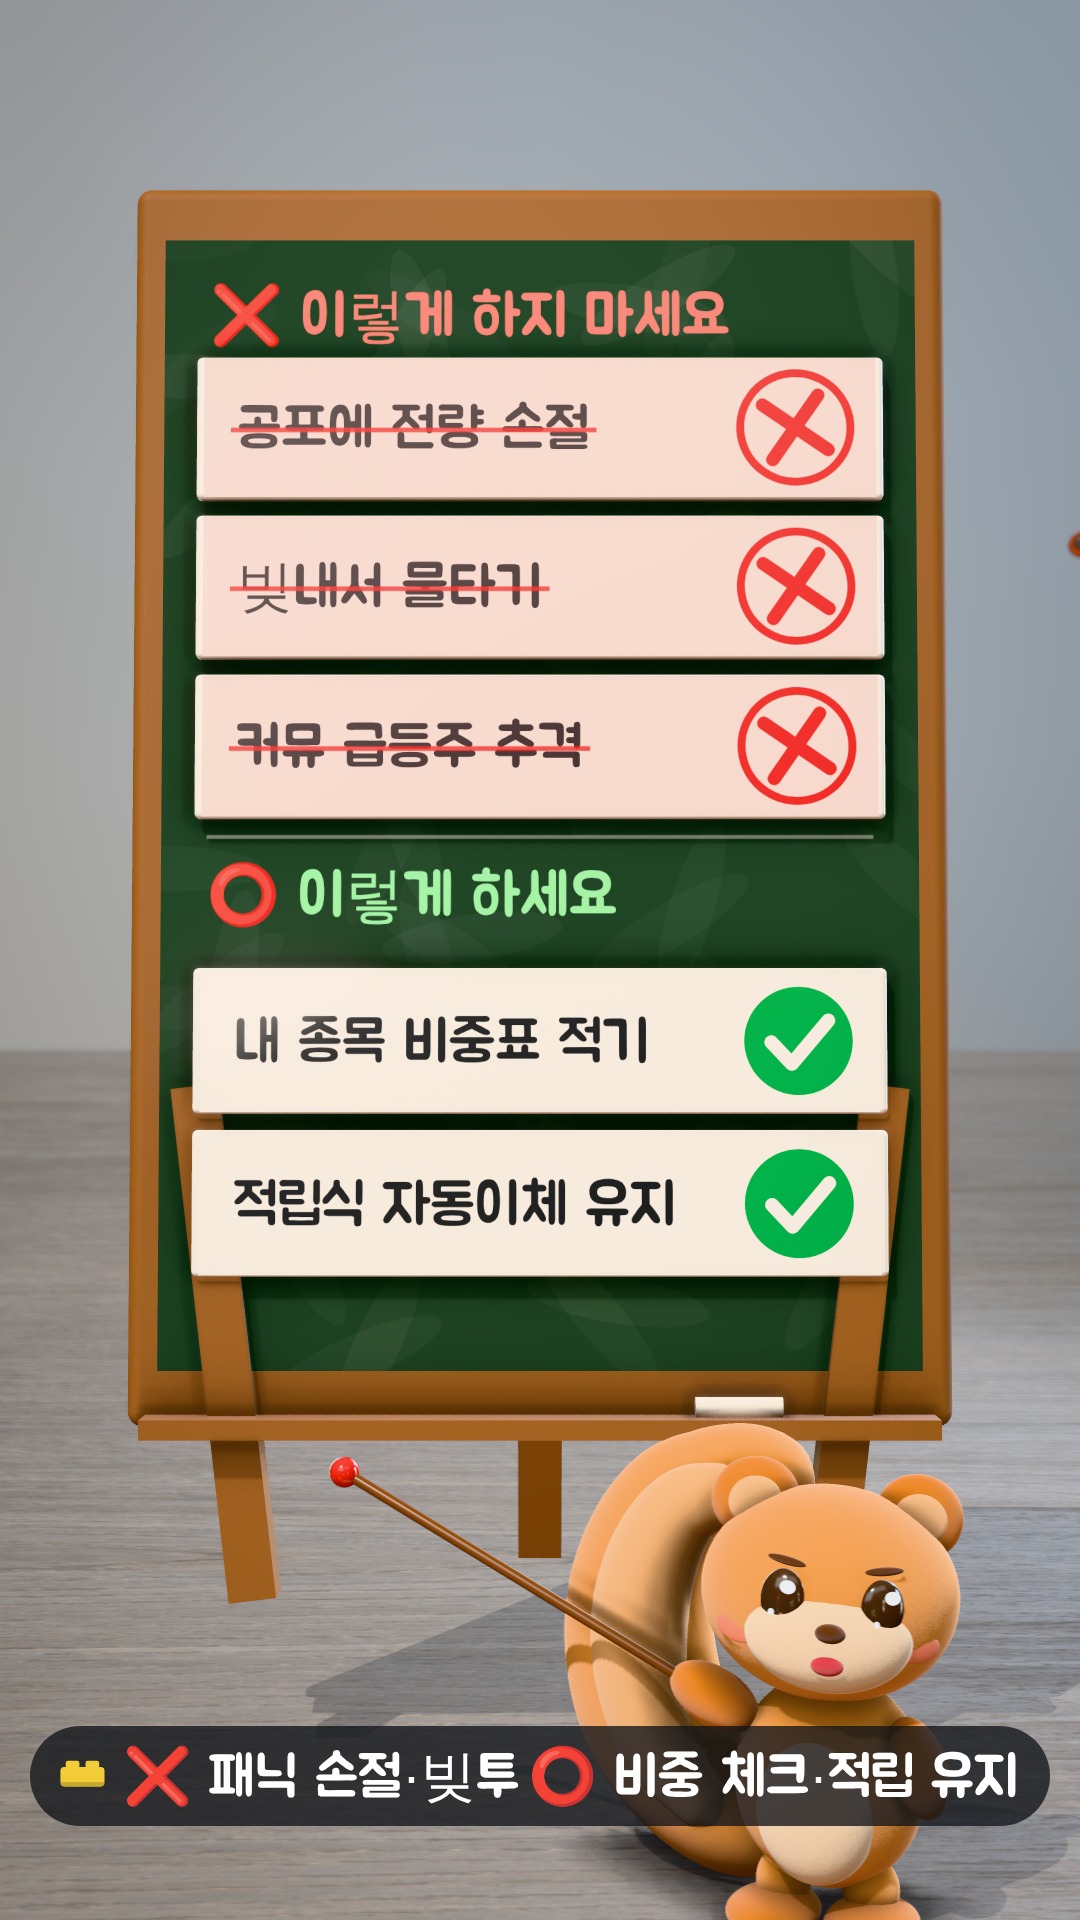 ❌ 이렇게 하지 마세요
공포에 전량 손절
빚내서 물타기
커뮤 급등주 추격
⭕ 이렇게 하세요
내 종목 비중표 적기
적립식 자동이체 유지
❌ 패닉 손절·빚투 ⭕ 비중 체크·적립 유지